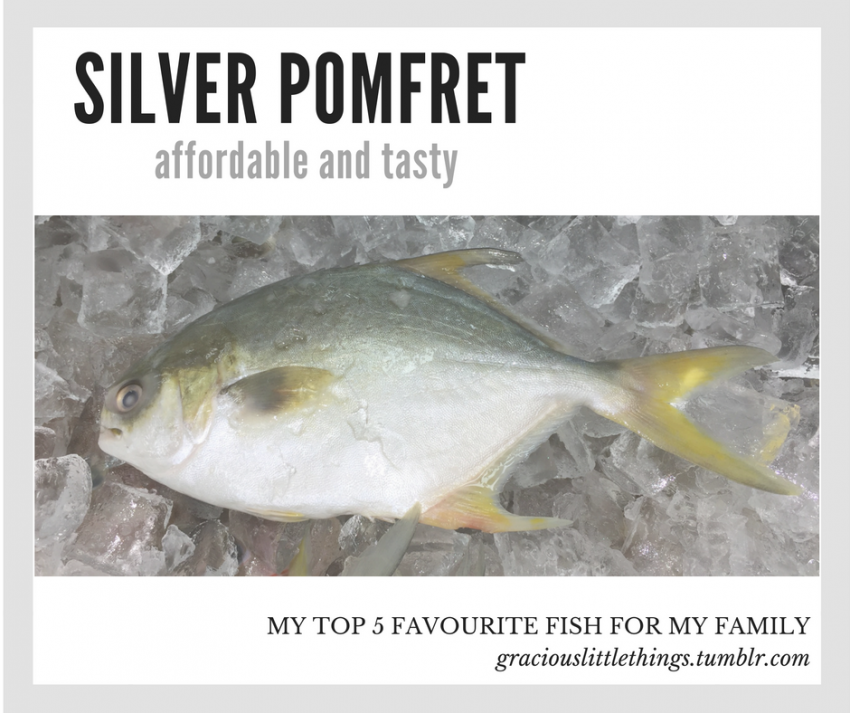 SILVER POMFRET
affordable and tasty
MY TOP 5 FAVOURITE FISH FOR MY FAMILY
graciouslittlethings.tumblr.com